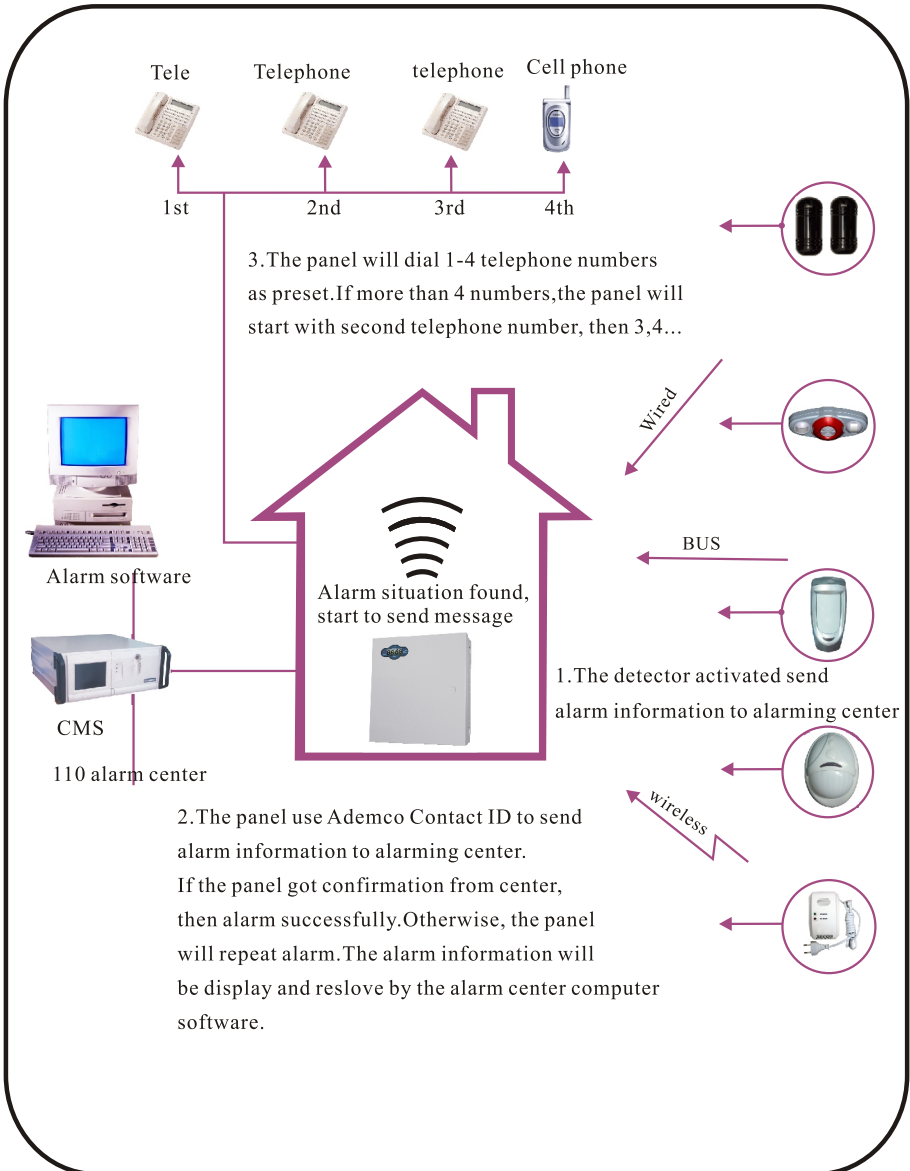 Tele Telephone telephone Cell phone
1st 2nd 3rd 4th
3.The panel will dial 1-4 telephone numbers
as preset.If more than 4 numbers,the panel will
start with second telephone number, then 3,4...
Wired
BUS
Alarm software
Alarm situation found,
start to send message
1.The detector activated send
alarm information to alarming center
CMS
110 alarm center
wireless
2.The panel use Ademco Contact ID to send
alarm information to alarming center.
If the panel got confirmation from center,
then alarm successfully.Otherwise, the panel
will repeat alarm.The alarm information will
be display and reslove by the alarm center computer
software.